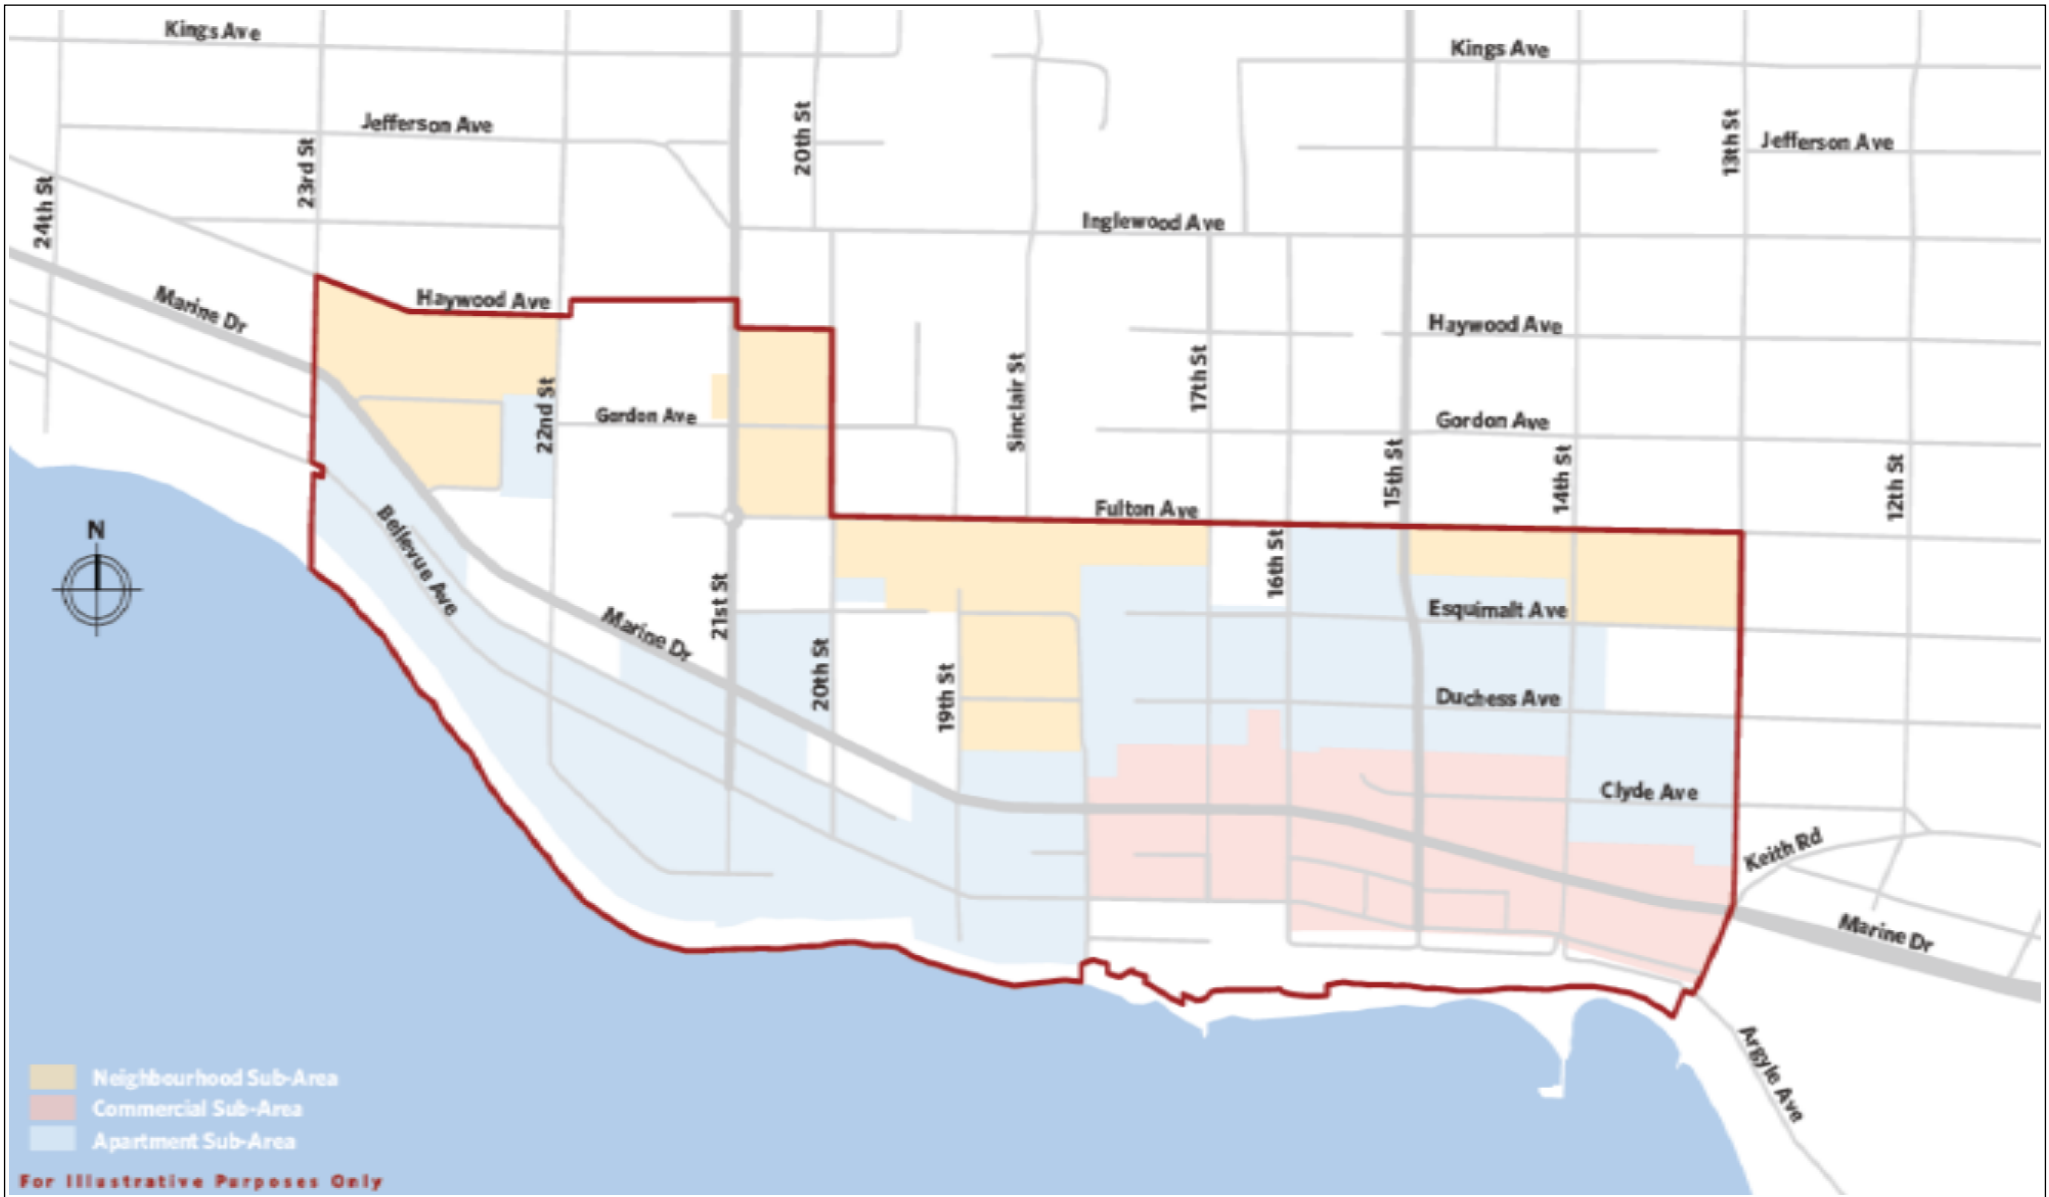 Kings Ave
Kings Ave
Jefferson Ave
20th St
13th St
Jefferson Ave
23rd St
24th St
Inglewood Ave
Marine Dr
Haywood Ave
Haywood Ave
Sinclair St
17th St
22nd St
Gordon Ave
Gordon Ave
15th St
14th St
12th St
Fulton Ave
N
Bellevue Ave
16th St
21st St
Marine Dr
Esquimalt Ave
20th St
19th St
Duchess Ave
Clyde Ave
Keith Rd
Marine Dr
Argyle Ave
Neighbourhood Sub-Area
Commercial Sub-Area
Apartment Sub-Area
For Illustrative Purposes Only